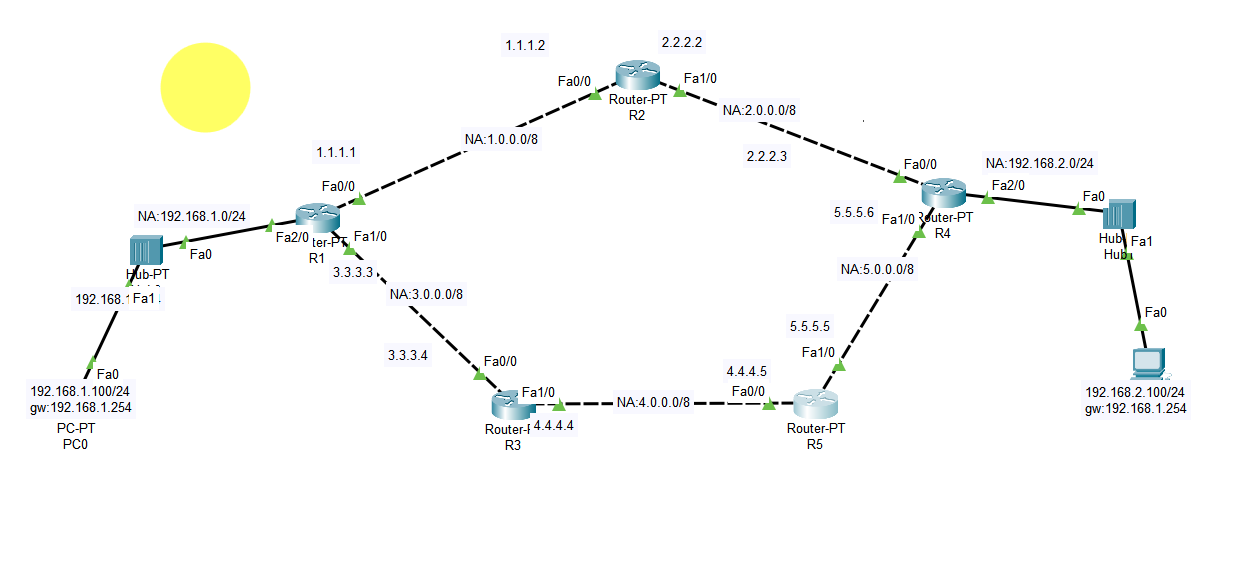 1.1.1.2
2.2.2.2
Fa0/0
Fa1/0
Router-PT
R2
NA:2.0.0.0/8
NA:1.0.0.0/8
1.1.1.1
2.2.2.3
Fa0/0
NA:192.168.2.0/24
Fa0/0
Fa2/0
Fa0
NA:192.168.1.0/24
5.5.5.6
Fa1/0
outer-PT
R4
Fa2/0
Fa1/0
ter-PT
R1
Fa0
Hub
Hub
Fa1
Hub-PT
3.3.3.3
NA:5.0.0.0/8
192.168.1
Fa1
NA:3.0.0.0/8
Fa0
5.5.5.5
3.3.3.4
Fa0/0
Fa1/0
Fa0
4.4.4.5
192.168.1.100/24
gw:192.168.1.254
Fa1/0
NA:4.0.0.0/8
Fa0/0
192.168.2.100/24
gw:192.168.1.254
PC-PT
PC0
Router-P
4.4.4.4
R3
Router-PT
R5